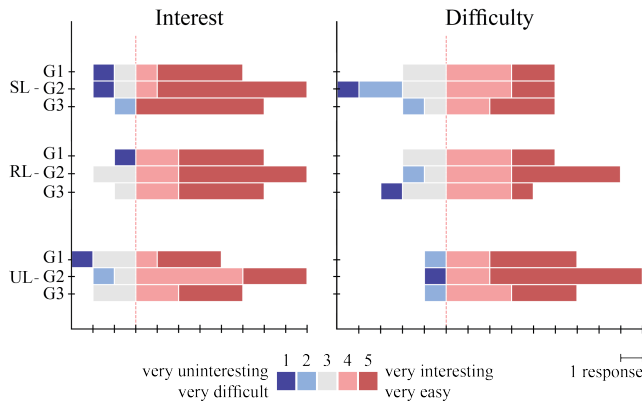 Interest Difficulty
G1 
SL - G2
G3
G1
RL - G2
G3
G1
UL - G2
G3
1 2 3 4 5
very uninteresting very interesting
very difficult very easy
1 response